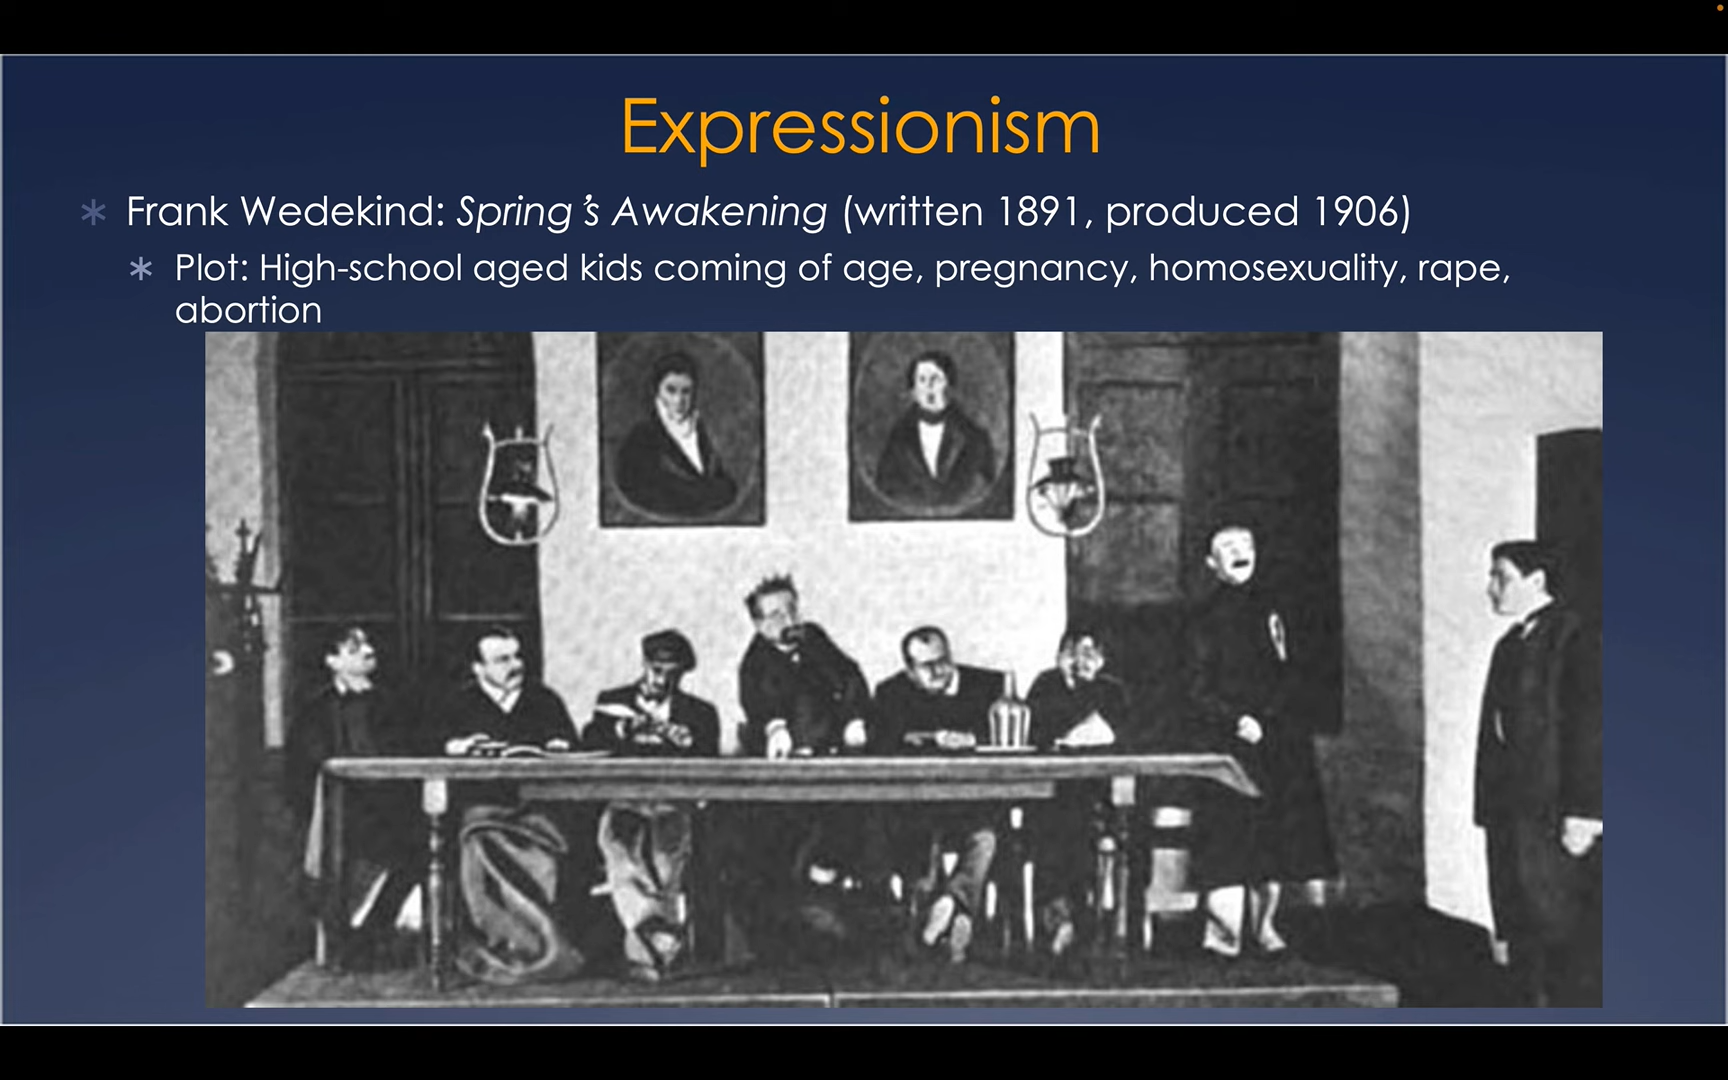 Expressionism
Frank Wedekind: Spring's Awakening (written 1891, produced 1906)
Plot: High-school aged kids coming of age, pregnancy, homosexuality, rape,
abortion